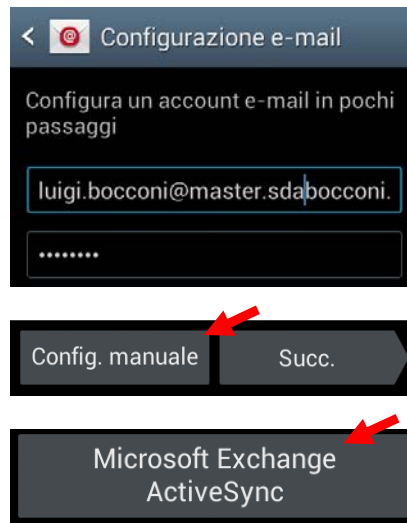 Configurazione e-mail
Configura un account e-mail in pochi
passaggi
luigi.bocconi@master.sdabocconi.
••••••••
Config. manuale
Succ.
Microsoft Exchange
ActiveSync